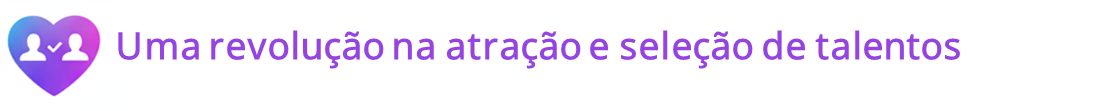 Uma revolução na atração e seleção de talentos